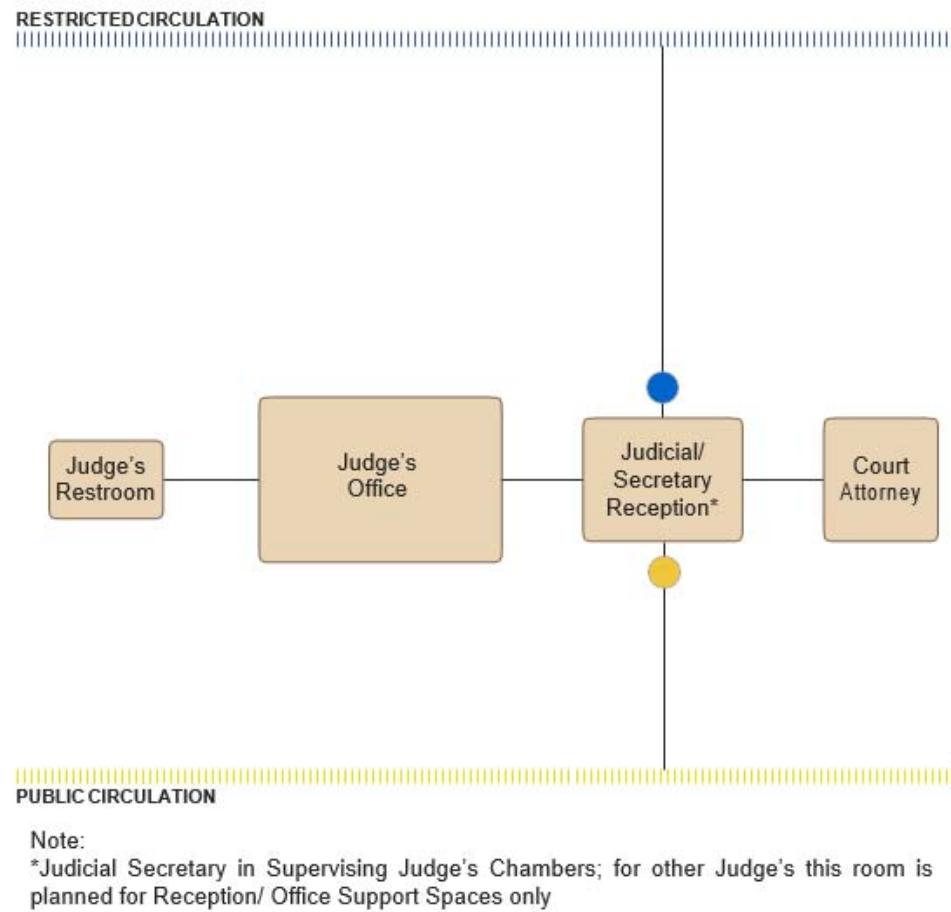 RESTRICTED CIRCULATION
Judge's
Restroom
Judge's
Office
Judicial/
Secretary
Reception*
Court
Attorney
PUBLIC CIRCULATION
Note:
*Judicial Secretary in Supervising Judge's Chambers; for other Judge's this room is
planned for Reception/ Office Support Spaces only